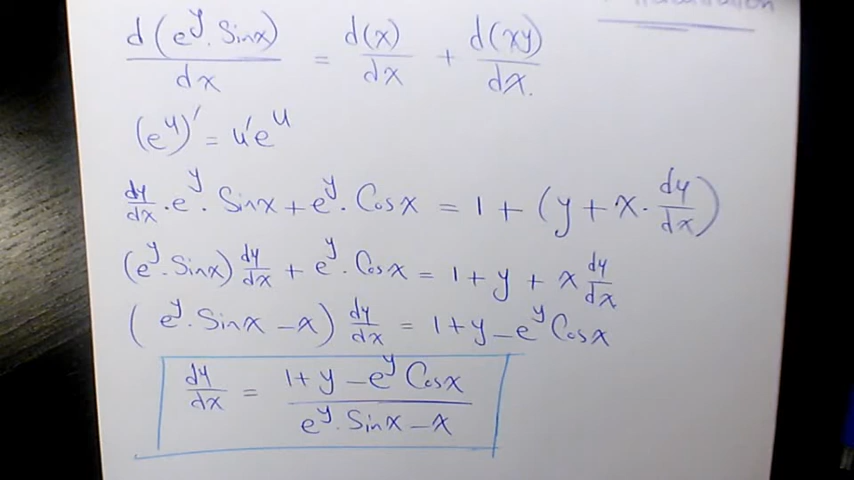 d(e^y. Sinx)/dx = d(x)/dx + d(xy)/dx.
(e^u)' = u'e^u
dy/dx . e^y. Sinx + e^y. Cosx = 1 + (y + x. dy/dx)
(e^y. Sinx) dy/dx + e^y. Cosx = 1 + y + x dy/dx
( e^y. Sinx - x) dy/dx = 1+y - e^y Cosx
dy/dx = (1+y - e^y Cosx)/(e^y. Sinx - x)